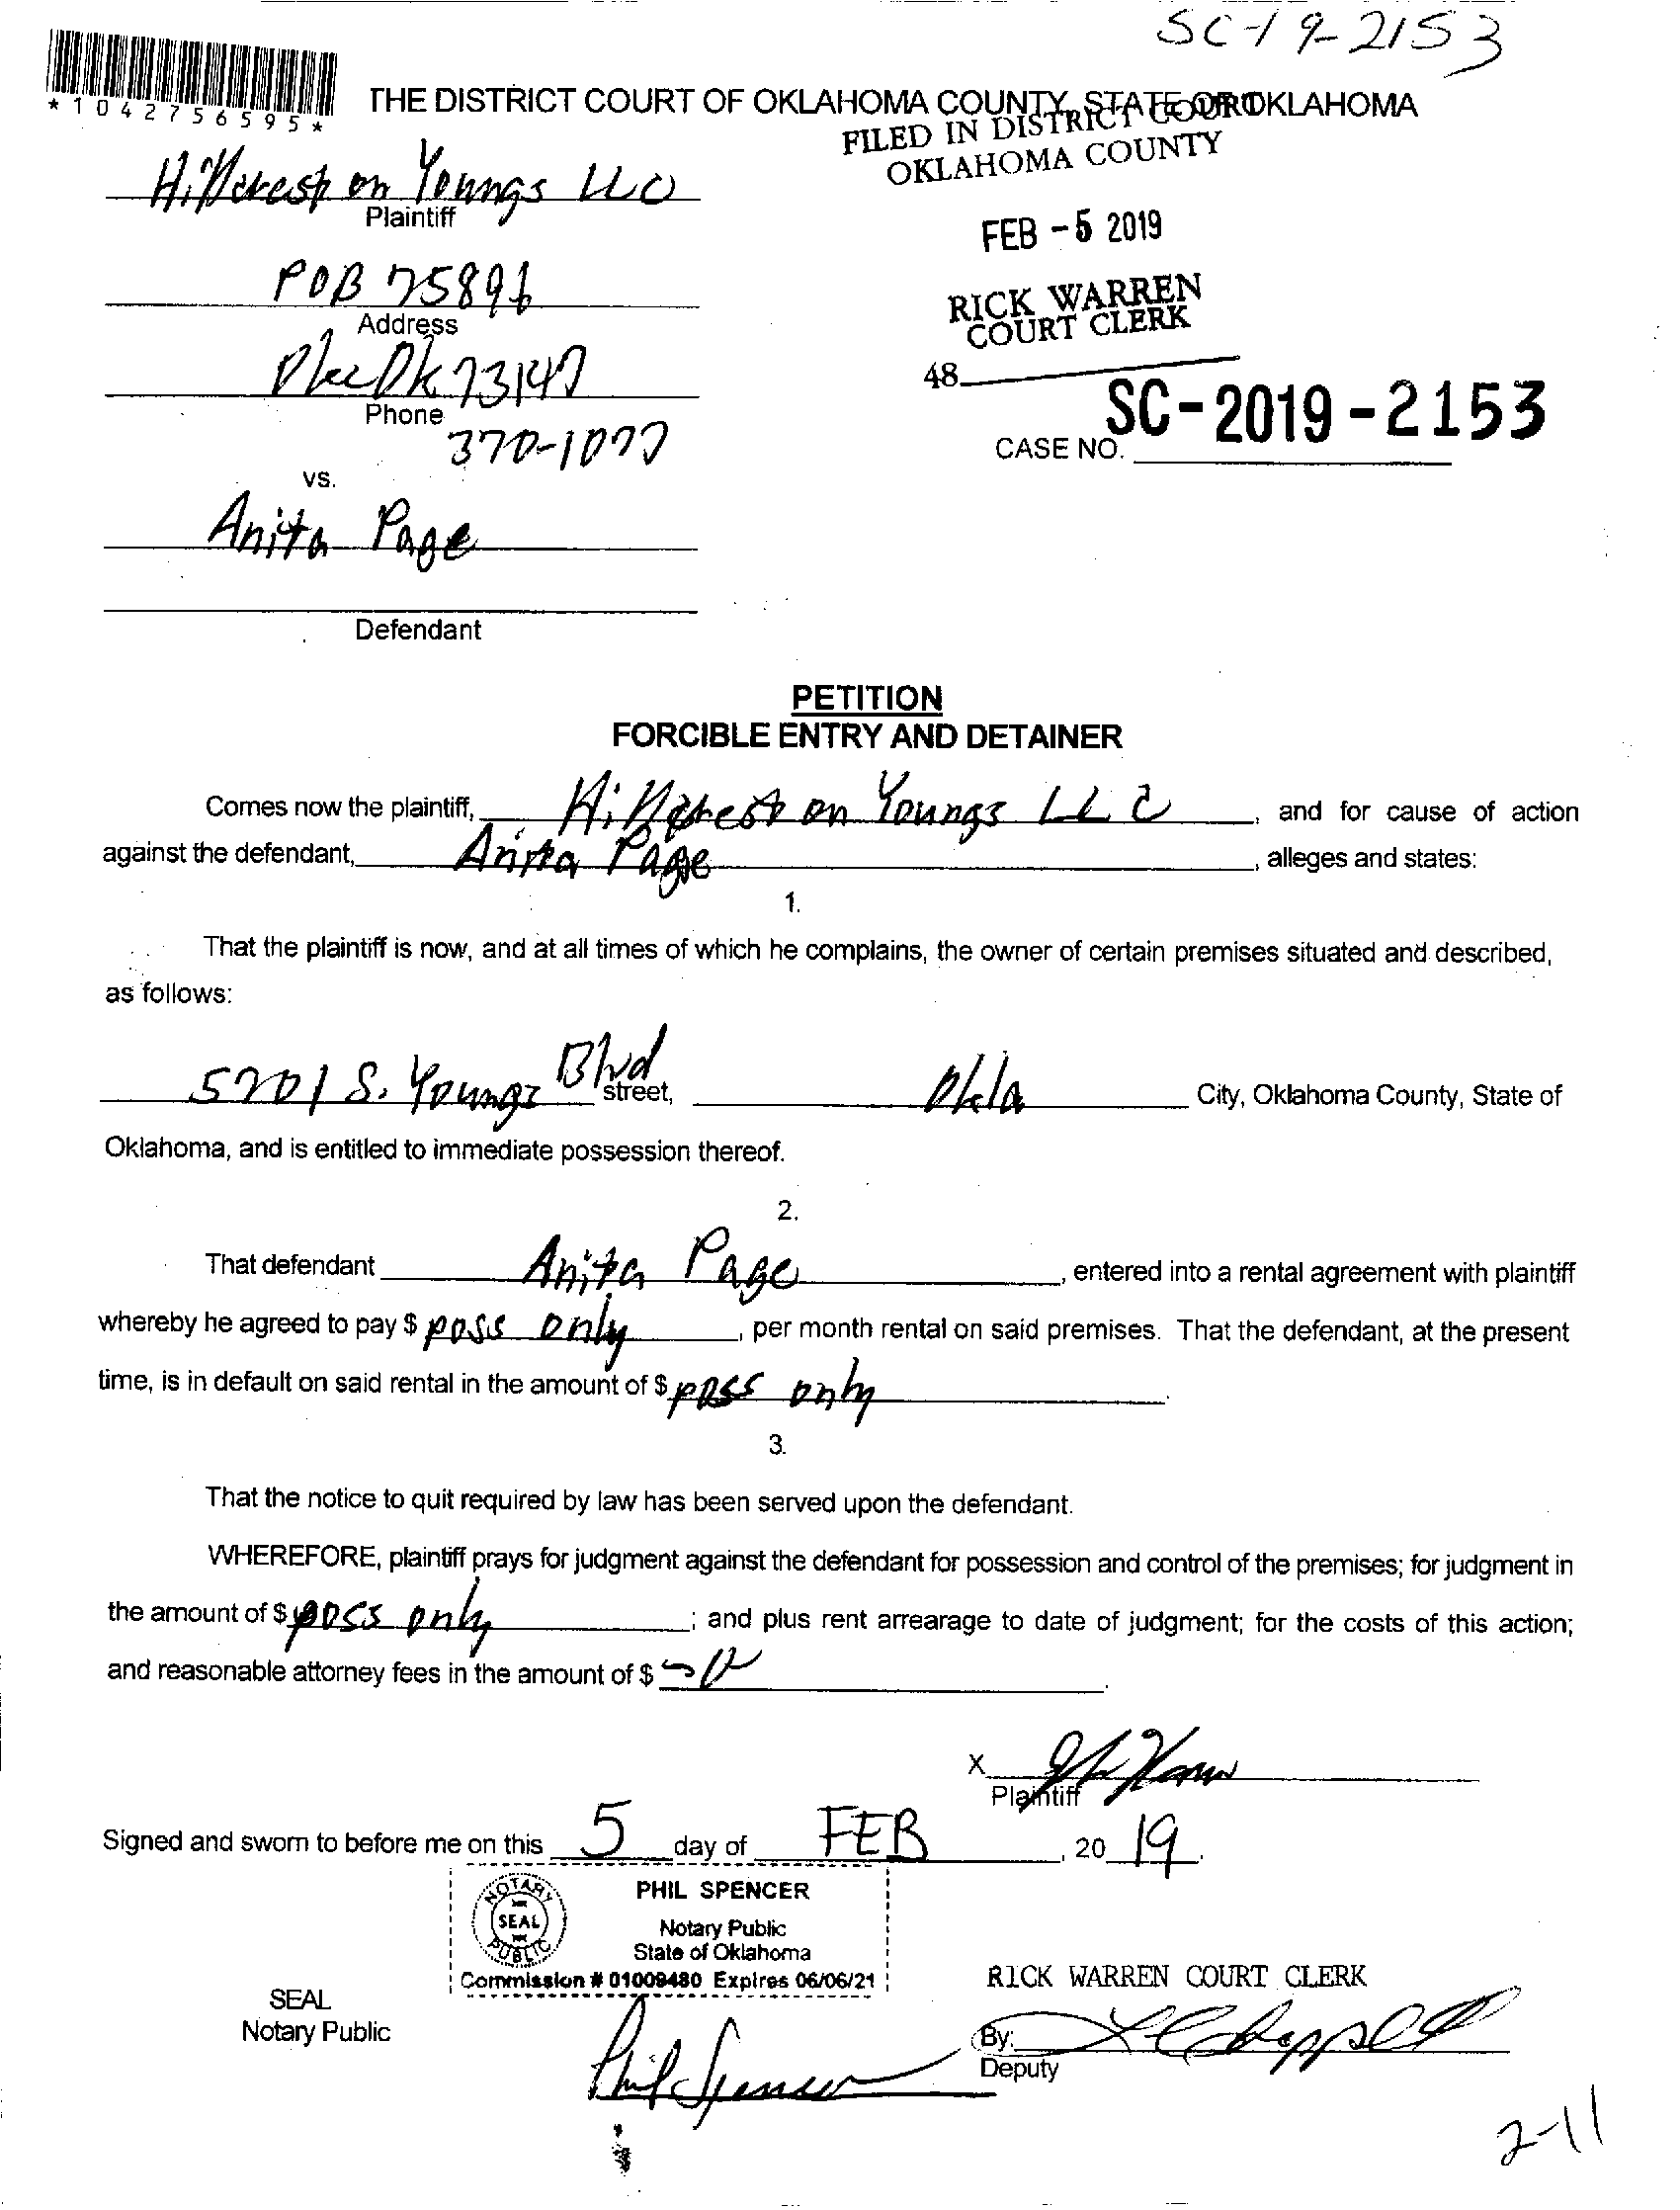 SC-19-2153
*1042756595*
THE DISTRICT COURT OF OKLAHOMA COUNTY, STATE OF OKLAHOMA
FILED IN DISTRICT COURT
OKLAHOMA COUNTY
Hillcrest on Youngs LLC
Plaintiff
FEB -5 2019
POB 75896
Address
RICK WARREN
COURT CLERK
Okc Ok 73147
48
Phone
370-1077
CASE NO. SC-2019-2153
vs.
Anita Page
Defendant
PETITION
FORCIBLE ENTRY AND DETAINER
Comes now the plaintiff, Hillcrest on Youngs LLC, and for cause of action
against the defendant, Anita Page, alleges and states:
1.
That the plaintiff is now, and at all times of which he complains, the owner of certain premises situated and described,
as follows:
5701 S. Youngs Blvd street, Okla City, Oklahoma County, State of
Oklahoma, and is entitled to immediate possession thereof.
2.
That defendant Anita Page, entered into a rental agreement with plaintiff
whereby he agreed to pay $ poss only, per month rental on said premises. That the defendant, at the present
time, is in default on said rental in the amount of $ poss only.
3.
That the notice to quit required by law has been served upon the defendant.
WHEREFORE, plaintiff prays for judgment against the defendant for possession and control of the premises; for judgment in
the amount of $ poss only; and plus rent arrearage to date of judgment; for the costs of this action;
and reasonable attorney fees in the amount of $
X
Plaintiff
Signed and sworn to before me on this 5 day of FEB, 20 19.
NOTARY PUBLIC SEAL
PHIL SPENCER
Notary Public
State of Oklahoma
Commission # 01009480 Expires 06/06/21
RICK WARREN COURT CLERK
SEAL
Notary Public
Phil Spencer
By:
Deputy
2-11